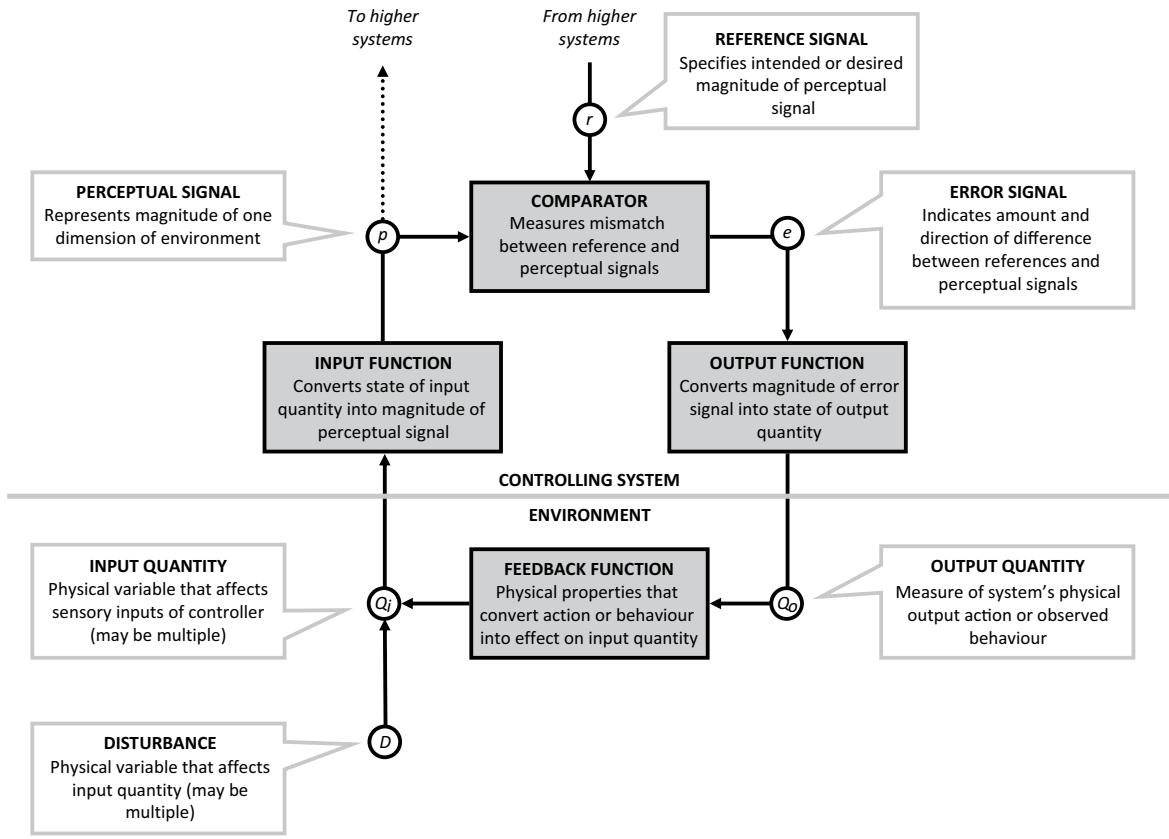 To higher
systems
From higher
systems
REFERENCE SIGNAL
Specifies intended or desired
magnitude of perceptual
signal
r
PERCEPTUAL SIGNAL
Represents magnitude of one
dimension of environment
p
COMPARATOR
Measures mismatch
between reference and
perceptual signals
e
ERROR SIGNAL
Indicates amount and
direction of difference
between references and
perceptual signals
INPUT FUNCTION
Converts state of input
quantity into magnitude of
perceptual signal
OUTPUT FUNCTION
Converts magnitude of error
signal into state of output
quantity
CONTROLLING SYSTEM
ENVIRONMENT
INPUT QUANTITY
Physical variable that affects
sensory inputs of controller
(may be multiple)
Qi
FEEDBACK FUNCTION
Physical properties that
convert action or behaviour
into effect on input quantity
Qo
OUTPUT QUANTITY
Measure of system's physical
output action or observed
behaviour
DISTURBANCE
Physical variable that affects
input quantity (may be
multiple)
D